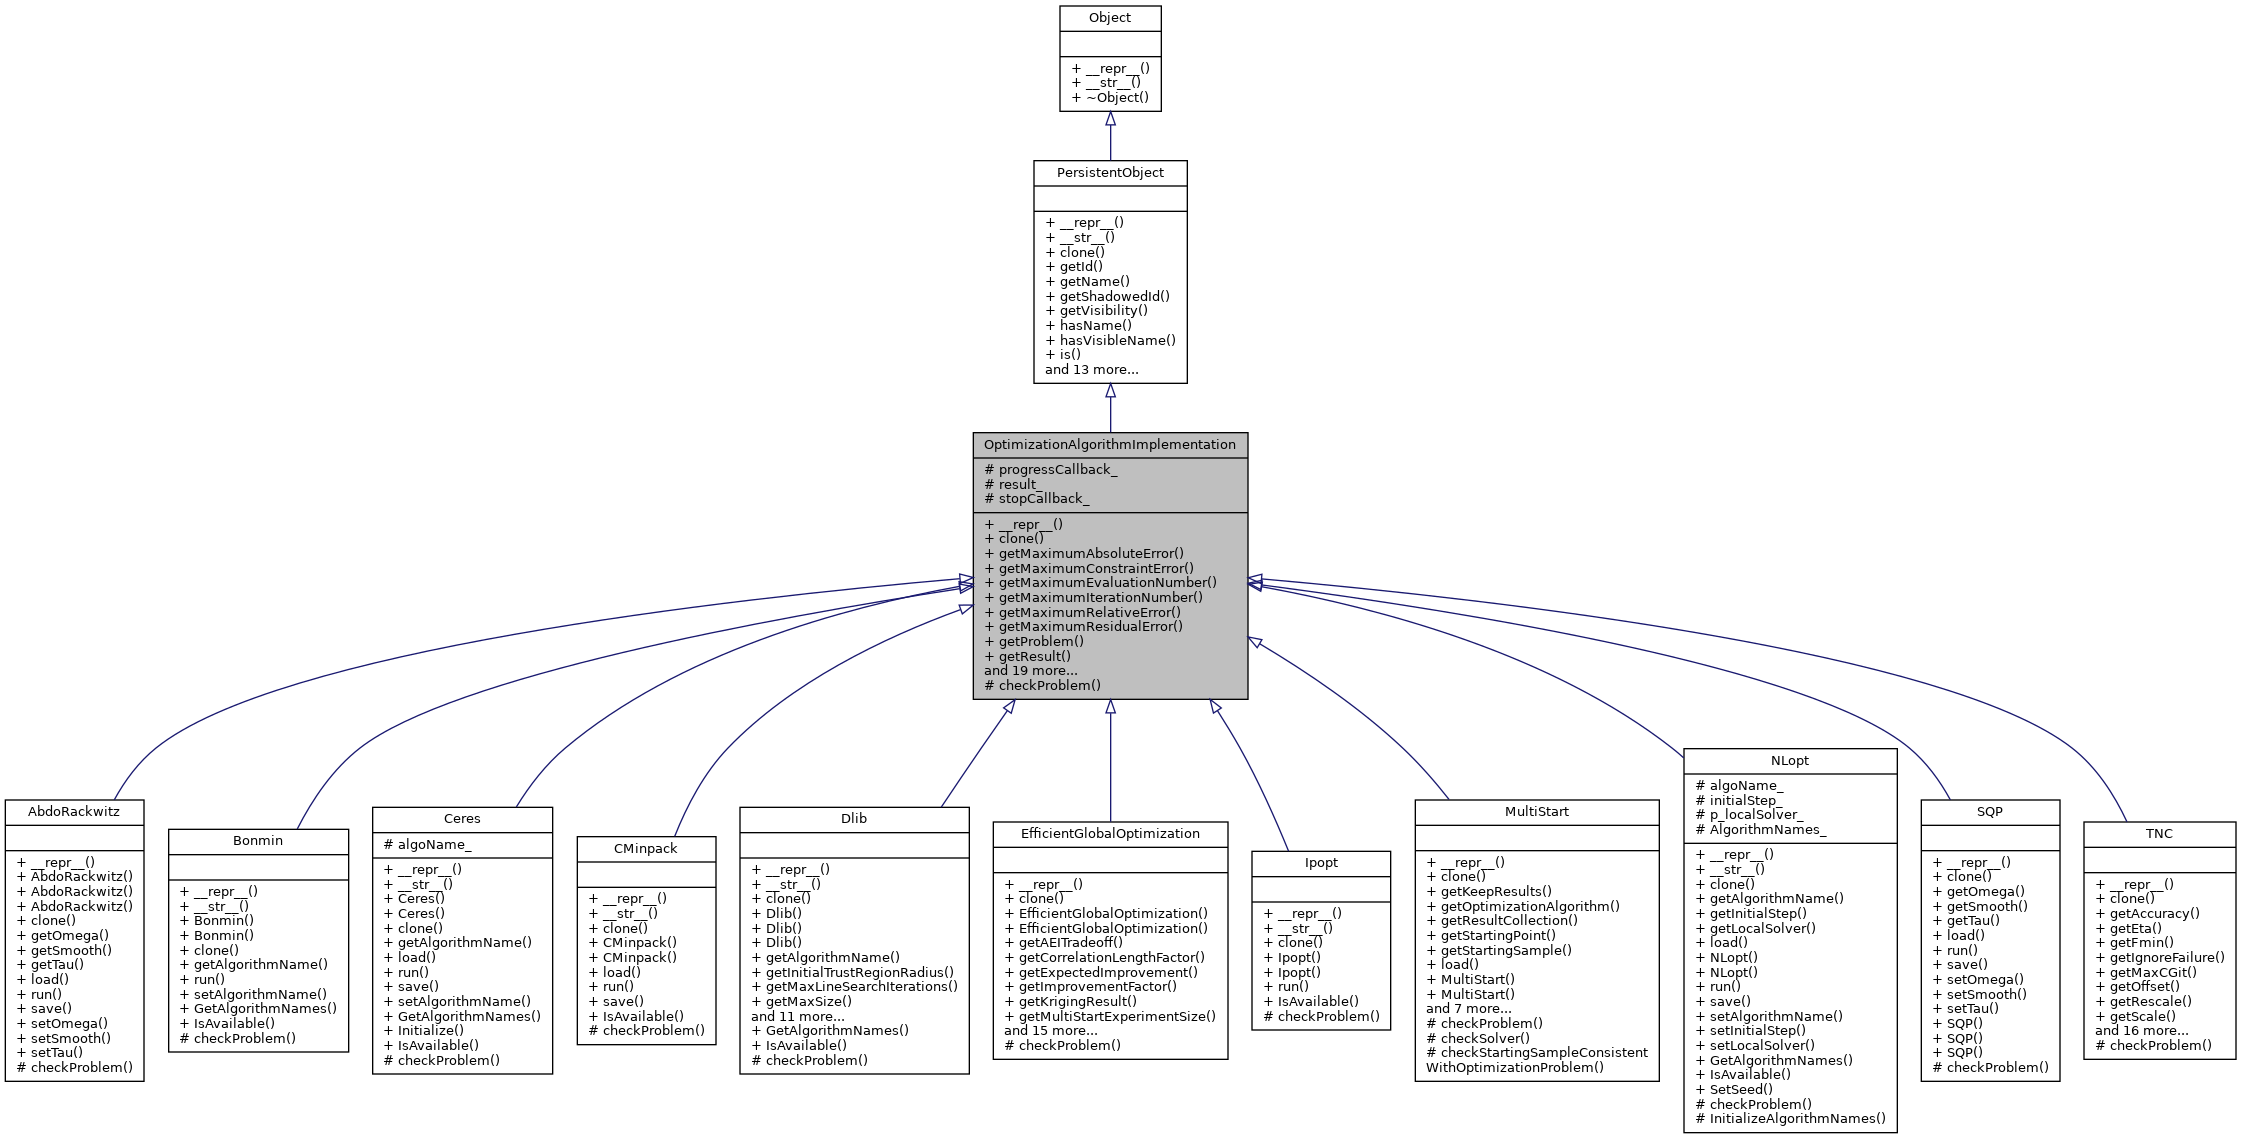 Object
+ __repr__()
+ __str__()
+ ~Object()
PersistentObject
+ __repr__()
+ __str__()
+ clone()
+ getId()
+ getName()
+ getShadowedId()
+ getVisibility()
+ hasName()
+ hasVisibleName()
+ is()
and 13 more...
OptimizationAlgorithmImplementation
# progressCallback_
# result_
# stopCallback_
+ __repr__()
+ clone()
+ getMaximumAbsoluteError()
+ getMaximumConstraintError()
+ getMaximumEvaluationNumber()
+ getMaximumIterationNumber()
+ getMaximumRelativeError()
+ getMaximumResidualError()
+ getProblem()
+ getResult()
and 19 more...
# checkProblem()
AbdoRackwitz
+ __repr__()
+ AbdoRackwitz()
+ AbdoRackwitz()
+ AbdoRackwitz()
+ clone()
+ getOmega()
+ getSmooth()
+ getTau()
+ load()
+ run()
+ save()
+ setOmega()
+ setSmooth()
+ setTau()
# checkProblem()
Bonmin
+ __repr__()
+ __str__()
+ Bonmin()
+ Bonmin()
+ clone()
+ getAlgorithmName()
+ run()
+ setAlgorithmName()
+ GetAlgorithmNames()
+ IsAvailable()
# checkProblem()
Ceres
# algoName_
+ __repr__()
+ __str__()
+ Ceres()
+ Ceres()
+ clone()
+ getAlgorithmName()
+ load()
+ run()
+ save()
+ setAlgorithmName()
+ GetAlgorithmNames()
+ Initialize()
+ IsAvailable()
# checkProblem()
CMinpack
+ __repr__()
+ __str__()
+ clone()
+ CMinpack()
+ CMinpack()
+ load()
+ run()
+ save()
+ IsAvailable()
# checkProblem()
Dlib
+ __repr__()
+ __str__()
+ clone()
+ Dlib()
+ Dlib()
+ Dlib()
+ getAlgorithmName()
+ getInitialTrustRegionRadius()
+ getMaxLineSearchIterations()
+ getMaxSize()
and 11 more...
+ GetAlgorithmNames()
+ IsAvailable()
# checkProblem()
EfficientGlobalOptimization
+ __repr__()
+ clone()
+ EfficientGlobalOptimization()
+ EfficientGlobalOptimization()
+ getAEITradeoff()
+ getCorrelationLengthFactor()
+ getExpectedImprovement()
+ getImprovementFactor()
+ getKrigingResult()
+ getMultiStartExperimentSize()
and 15 more...
# checkProblem()
Ipopt
+ __repr__()
+ __str__()
+ clone()
+ Ipopt()
+ Ipopt()
+ run()
+ IsAvailable()
# checkProblem()
MultiStart
+ __repr__()
+ clone()
+ getKeepResults()
+ getOptimizationAlgorithm()
+ getResultCollection()
+ getStartingPoint()
+ getStartingSample()
+ load()
+ MultiStart()
+ MultiStart()
and 7 more...
# checkProblem()
# checkSolver()
# checkStartingSampleConsistent
WithOptimizationProblem()
NLopt
# algoName_
# initialStep_
# p_localSolver_
# AlgorithmNames_
+ __repr__()
+ __str__()
+ clone()
+ getAlgorithmName()
+ getInitialStep()
+ getLocalSolver()
+ load()
+ NLopt()
+ NLopt()
+ run()
+ save()
+ setAlgorithmName()
+ setInitialStep()
+ setLocalSolver()
+ GetAlgorithmNames()
+ IsAvailable()
+ SetSeed()
# checkProblem()
# InitializeAlgorithmNames()
SQP
+ __repr__()
+ clone()
+ getOmega()
+ getSmooth()
+ getTau()
+ load()
+ run()
+ save()
+ setOmega()
+ setSmooth()
+ setTau()
+ SQP()
+ SQP()
+ SQP()
# checkProblem()
TNC
+ __repr__()
+ clone()
+ getAccuracy()
+ getEta()
+ getFmin()
+ getIgnoreFailure()
+ getMaxCGit()
+ getOffset()
+ getRescale()
+ getScale()
and 16 more...
# checkProblem()